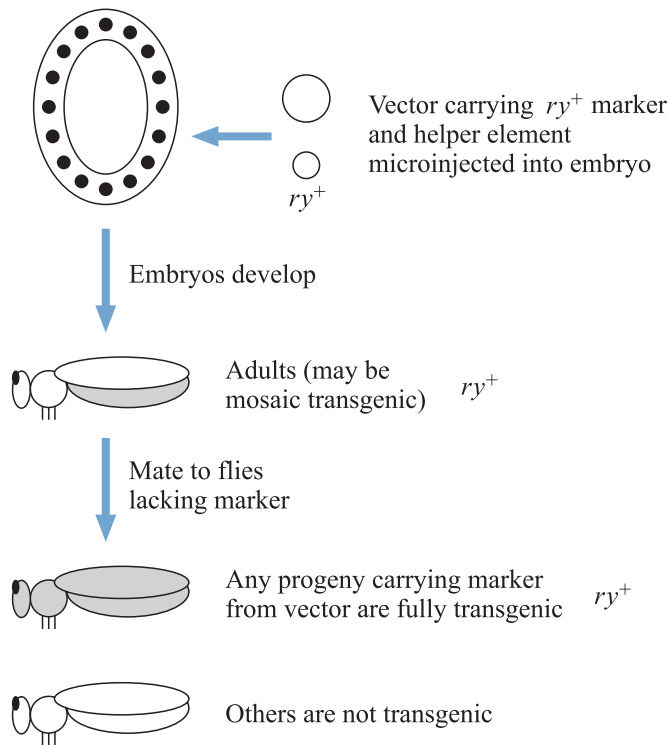 Vector carrying ry⁺ marker
and helper element
microinjected into embryo
ry⁺
Embryos develop
Adults (may be
mosaic transgenic)
ry⁺
Mate to flies
lacking marker
Any progeny carrying marker
from vector are fully transgenic
ry⁺
Others are not transgenic